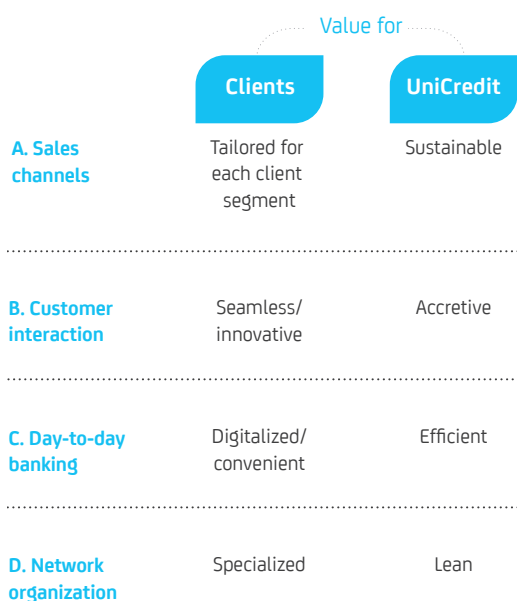 Value for
Clients
UniCredit
A. Sales
channels
Tailored for
each client
segment
Sustainable
B. Customer
interaction
Seamless/
innovative
Accretive
C. Day-to-day
banking
Digitalized/
convenient
Efficient
D. Network
organization
Specialized
Lean